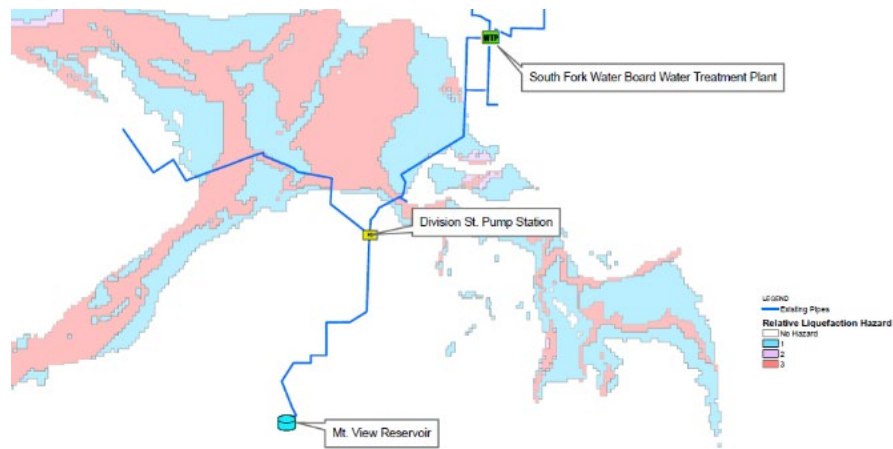 WTP
South Fork Water Board Water Treatment Plant
Division St. Pump Station
LEGEND
Existing Pipes
Relative Liquefaction Hazard
No Hazard
1
2
3
Mt. View Reservoir